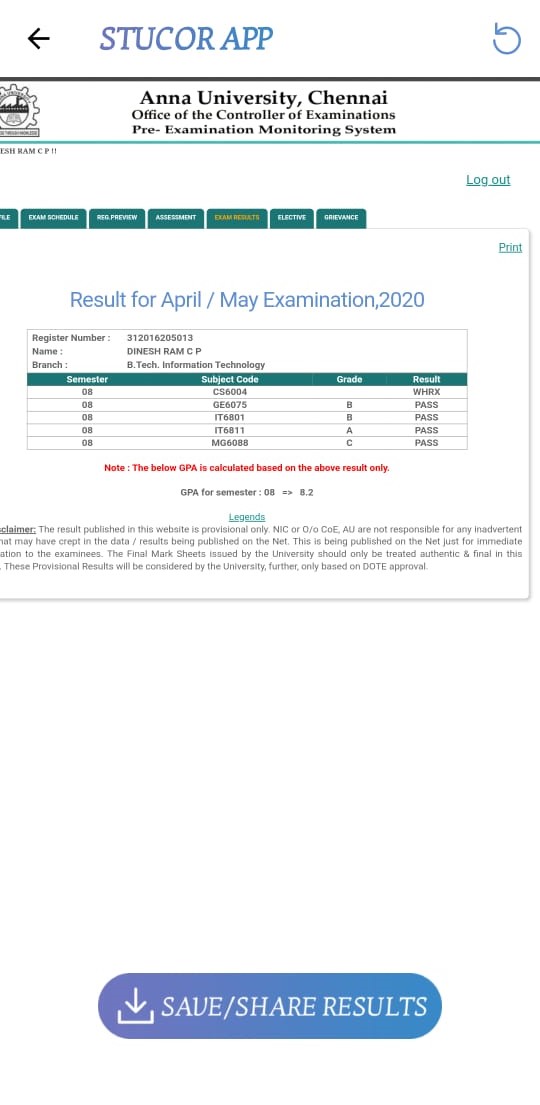 STUCOR APP
Anna University, Chennai
Office of the Controller of Examinations
Pre- Examination Monitoring System
ESH RAM C P !!
Log out
FILE EXAM SCHEDULE REG.PREVIEW ASSESSMENT EXAM RESULTS ELECTIVE GRIEVANCE
Print
Result for April / May Examination,2020
Register Number : 312016205013
Name : DINESH RAM C P
Branch : B.Tech. Information Technology
Semester Subject Code Grade Result
08 CS6004 WHRX
08 GE6075 B PASS
08 IT6801 B PASS
08 IT6811 A PASS
08 MG6088 C PASS
Note : The below GPA is calculated based on the above result only.
GPA for semester : 08 => 8.2
Legends
sclaimer: The result published in this website is provisional only. NIC or O/o CoE, AU are not responsible for any inadvertent
hat may have crept in the data / results being published on the Net. This is being published on the Net just for immediate
ation to the examinees. The Final Mark Sheets issued by the University should only be treated authentic & final in this
. These Provisional Results will be considered by the University, further, only based on DOTE approval.
SAVE/SHARE RESULTS